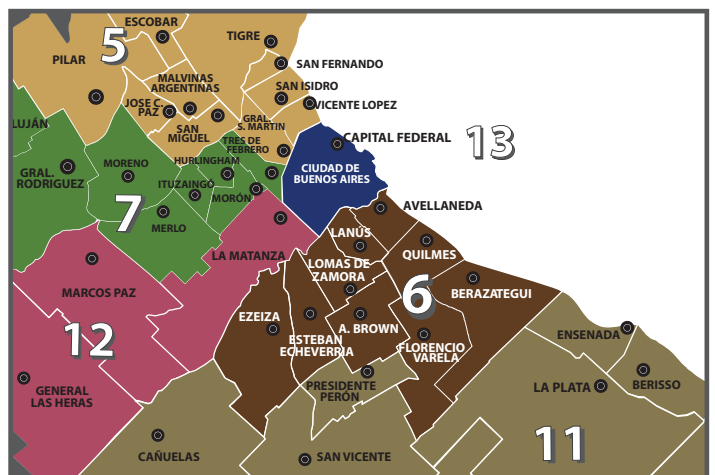 ESCOBAR
5
TIGRE
PILAR
SAN FERNANDO
MALVINAS
ARGENTINAS
SAN ISIDRO
JOSE C.
PAZ
VICENTE LOPEZ
GRAL.
S. MARTIN
LUJÁN
SAN
MIGUEL
TRES DE
FEBRERO
CAPITAL FEDERAL
13
MORENO
HURLINGHAM
CIUDAD DE
BUENOS AIRES
GRAL.
RODRIGUEZ
ITUZAINGÓ
MORÓN
7
MERLO
AVELLANEDA
LANÚS
LA MATANZA
QUILMES
LOMAS DE
ZAMORA
MARCOS PAZ
6
BERAZATEGUI
EZEIZA
A. BROWN
12
ESTEBAN
ECHEVERRIA
FLORENCIO
VARELA
ENSENADA
GENERAL
LAS HERAS
PRESIDENTE
PERÓN
LA PLATA
BERISSO
11
CAÑUELAS
SAN VICENTE